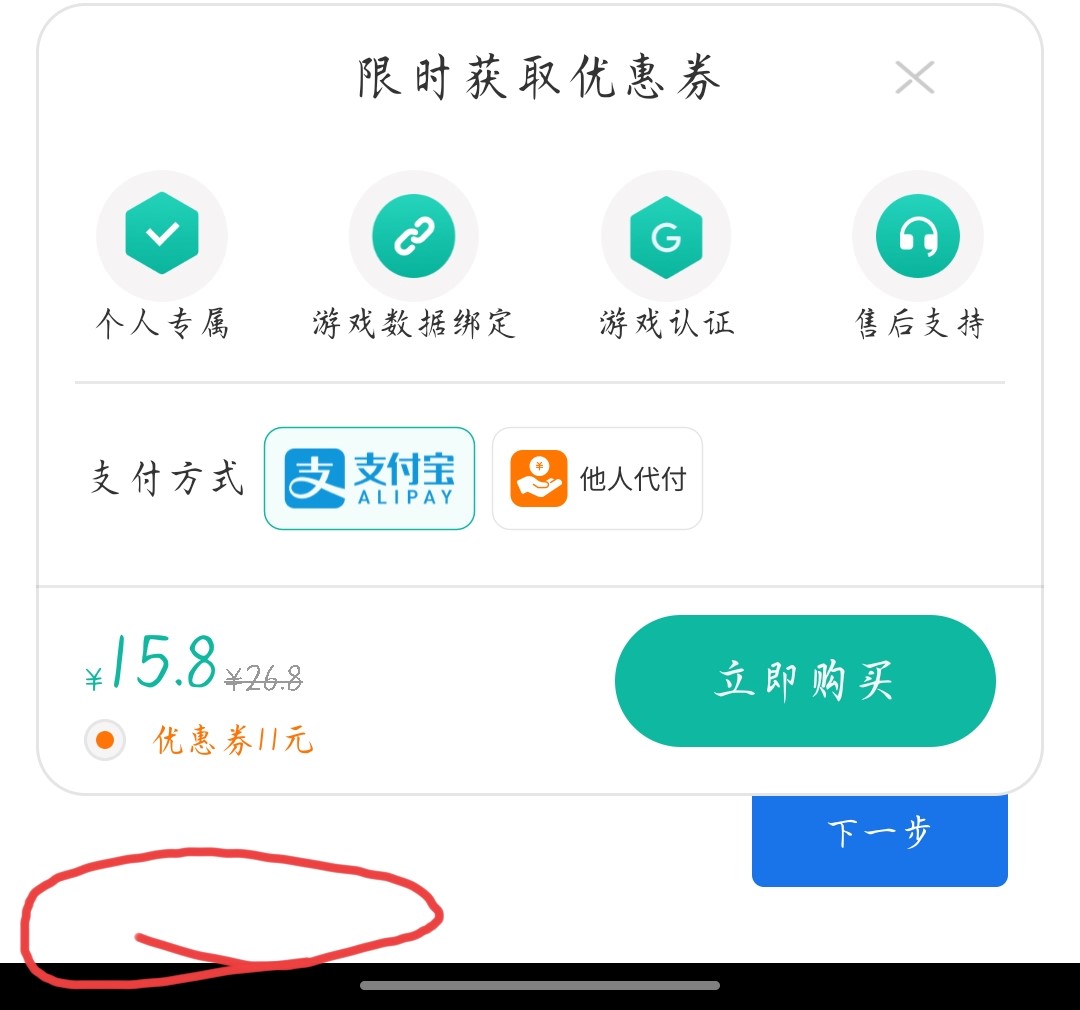 限时获取优惠券
个人专属 游戏数据绑定 游戏认证 售后支持
支付方式 支 支付宝 ALIPAY ¥ 他人代付
¥15.8 ¥26.8 立即购买
优惠券11元
下一步